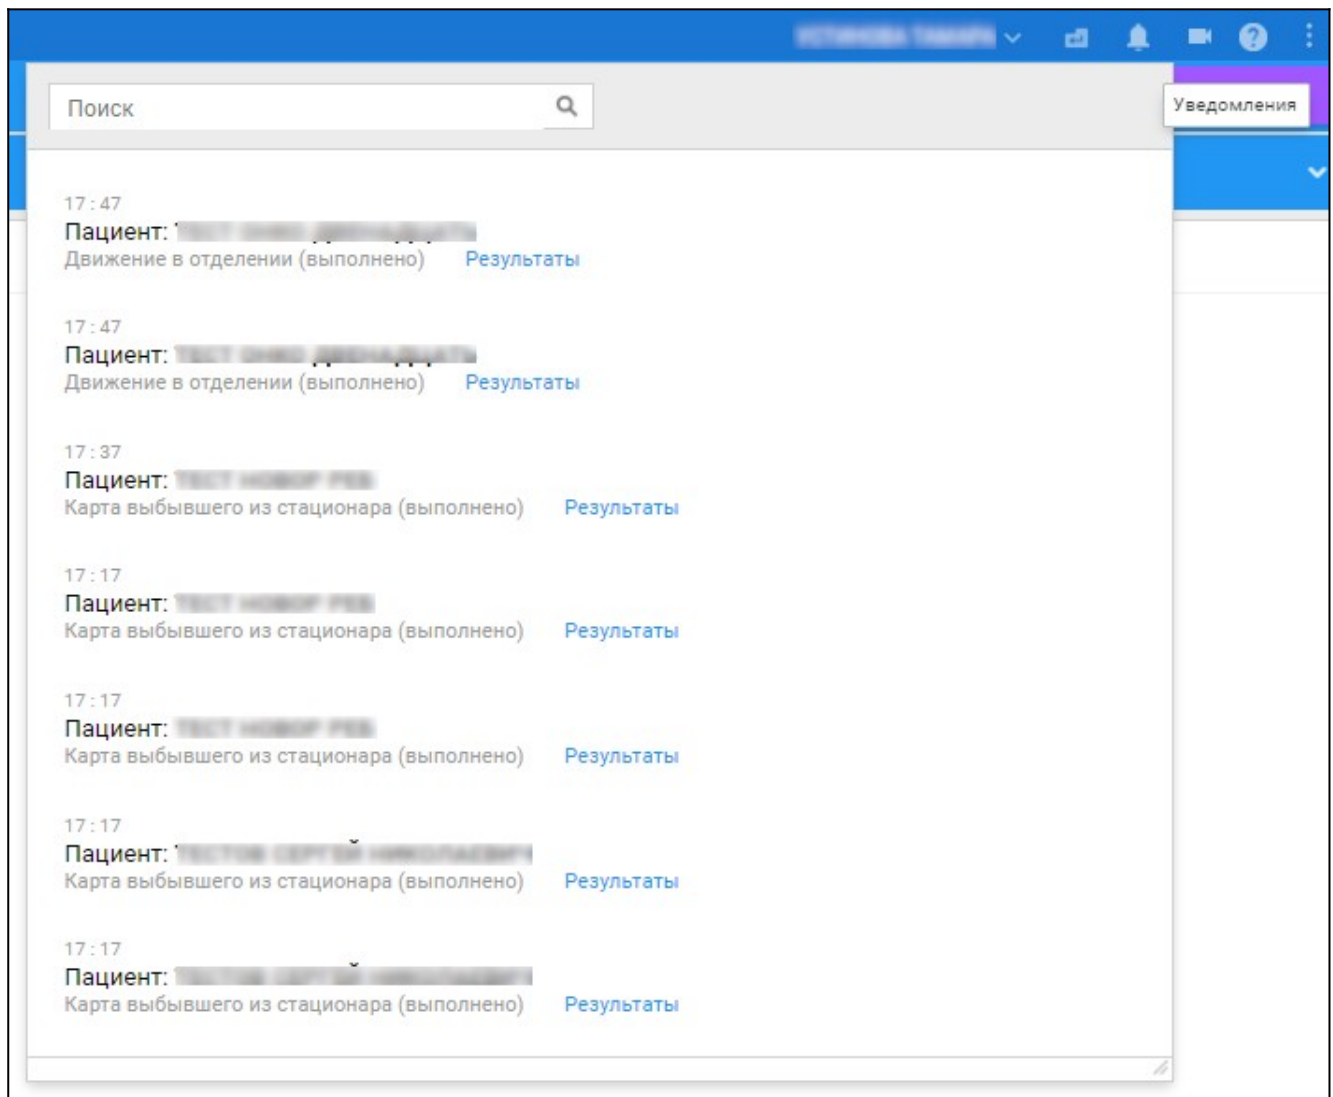 Поиск
Уведомления
17:47
Пациент:
Движение в отделении (выполнено) Результаты
17:47
Пациент:
Движение в отделении (выполнено) Результаты
17:37
Пациент:
Карта выбывшего из стационара (выполнено) Результаты
17:17
Пациент:
Карта выбывшего из стационара (выполнено) Результаты
17:17
Пациент:
Карта выбывшего из стационара (выполнено) Результаты
17:17
Пациент:
Карта выбывшего из стационара (выполнено) Результаты
17:17
Пациент:
Карта выбывшего из стационара (выполнено) Результаты